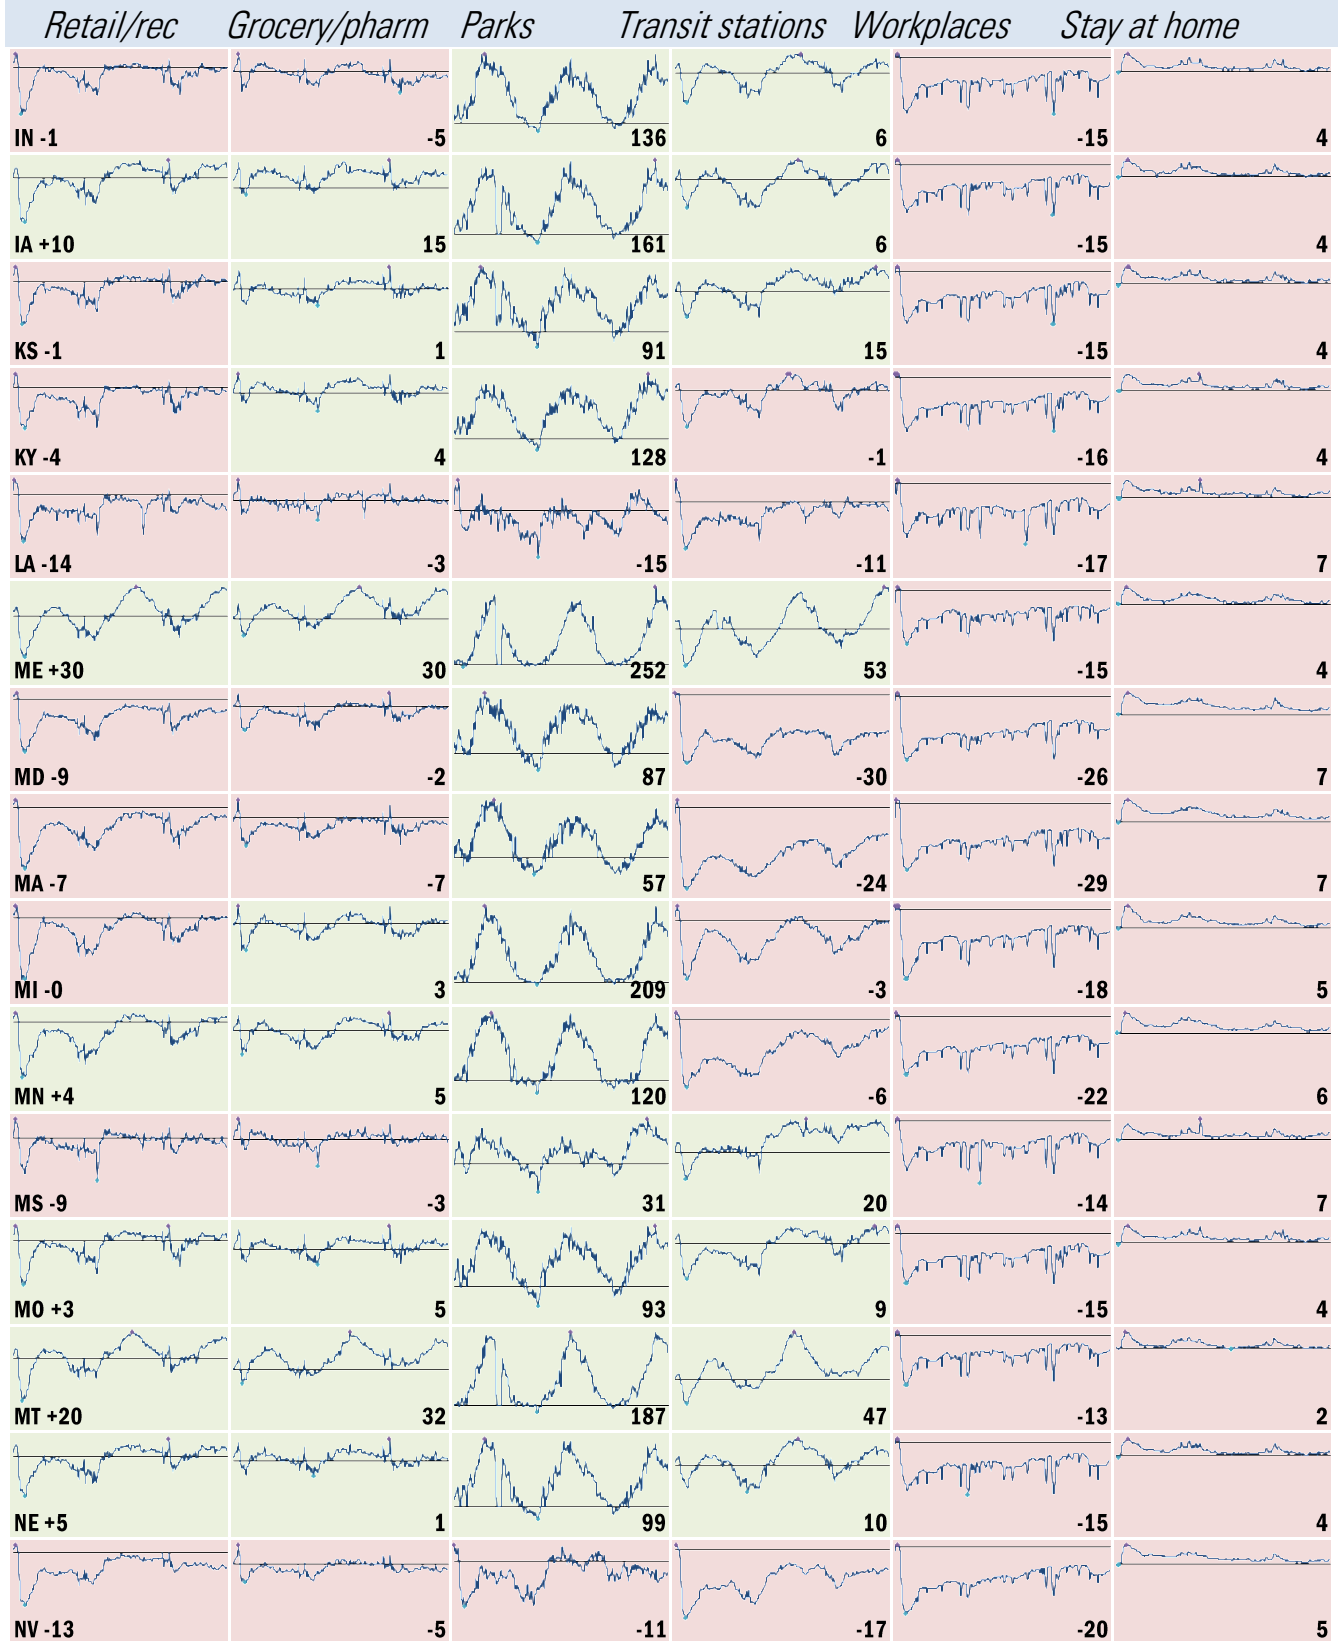 Retail/rec Grocery/pharm Parks Transit stations Workplaces Stay at home
IN -1 -5 136 6 -15 4
IA +10 15 161 6 -15 4
KS -1 1 91 15 -15 4
KY -4 4 128 -1 -16 4
LA -14 -3 -15 -11 -17 7
ME +30 30 252 53 -15 4
MD -9 -2 87 -30 -26 7
MA -7 -7 57 -24 -29 7
MI -0 3 209 -3 -18 5
MN +4 5 120 -6 -22 6
MS -9 -3 31 20 -14 7
MO +3 5 93 9 -15 4
MT +20 32 187 47 -13 2
NE +5 1 99 10 -15 4
NV -13 -5 -11 -17 -20 5